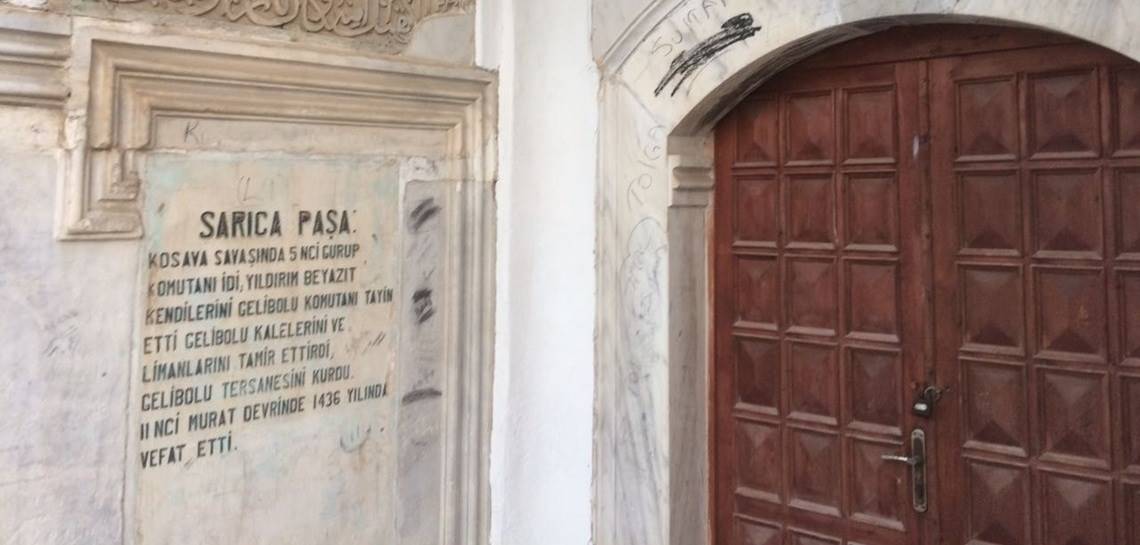 SARICA PAŞA.
KOSAVA SAVAŞINDA 5 NCİ GURUP
KOMUTANI İDİ, YILDIRIM BEYAZIT
KENDİLERİNİ GELİBOLU KOMUTANI TAYİN
ETTİ GELİBOLU KALELERİNİ VE
LİMANLARINI TAMİR ETTİRDİ,
GELİBOLU TERSANESİNİ KURDU.
II NCİ MURAT DEVRİNDE 1436 YILINDA
VEFAT ETTİ.
TOLGA